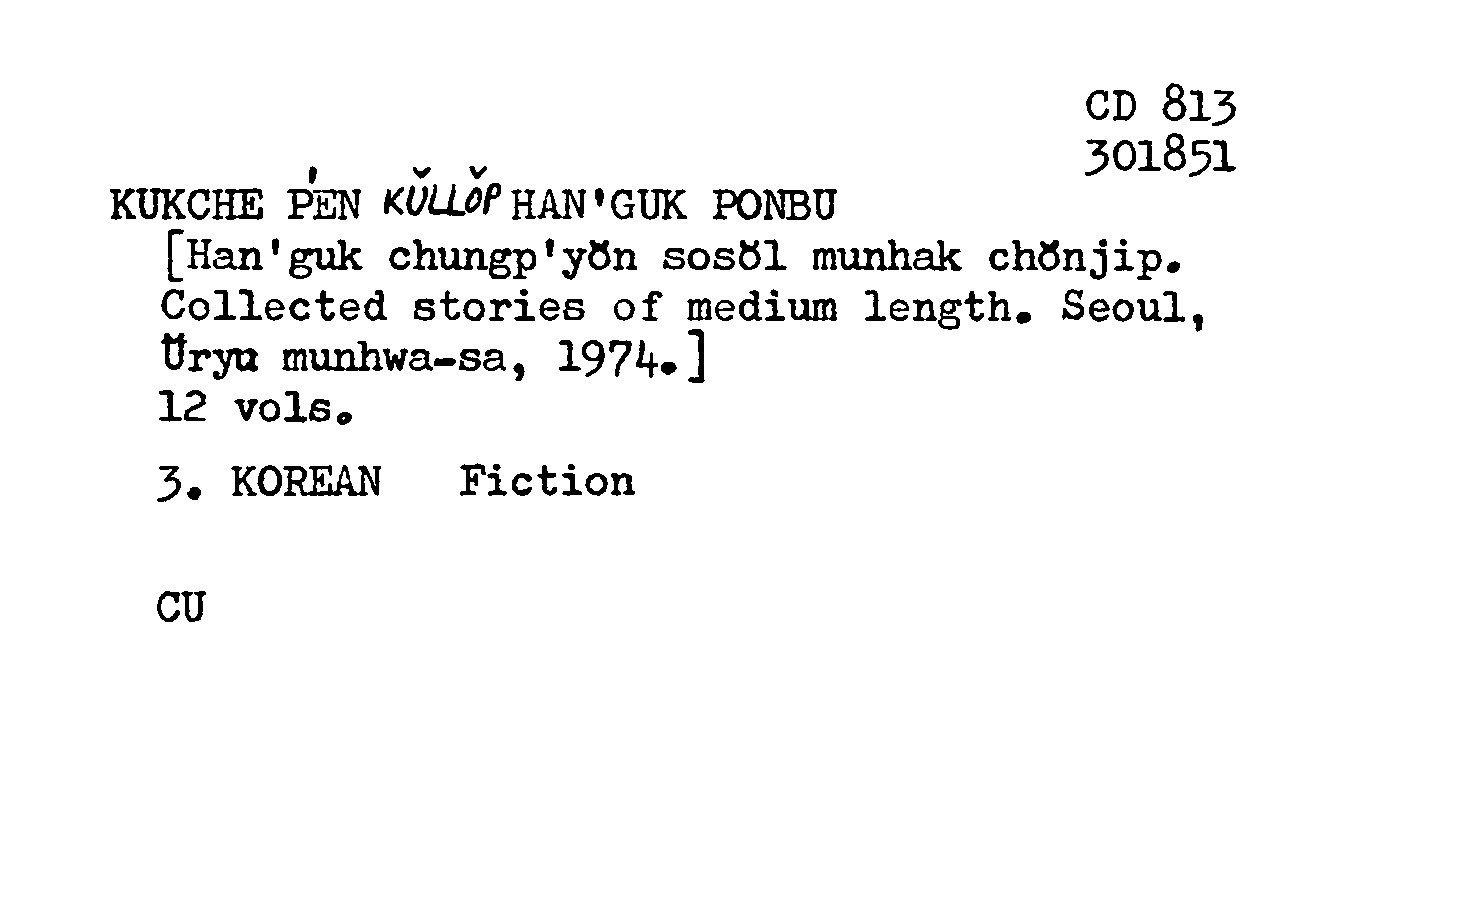 CD 813
301851
KUKCHE P'EN KŬLLŎP HAN'GUK PONBU
[Han'guk chungp'yŏn sosŏl munhak chŏnjip.
Collected stories of medium length. Seoul,
Ŭryu munhwa-sa, 1974.]
12 vols.
3. KOREAN Fiction
CU